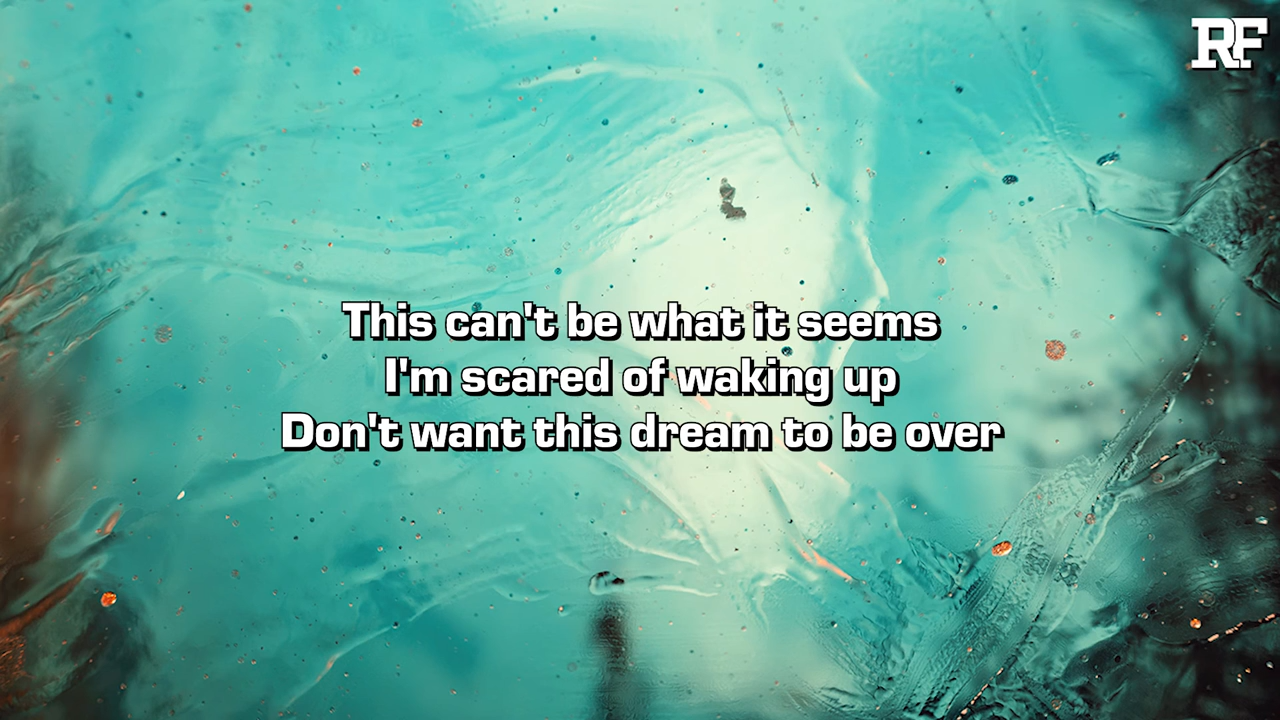 RF
This can't be what it seems
I'm scared of waking up
Don't want this dream to be over